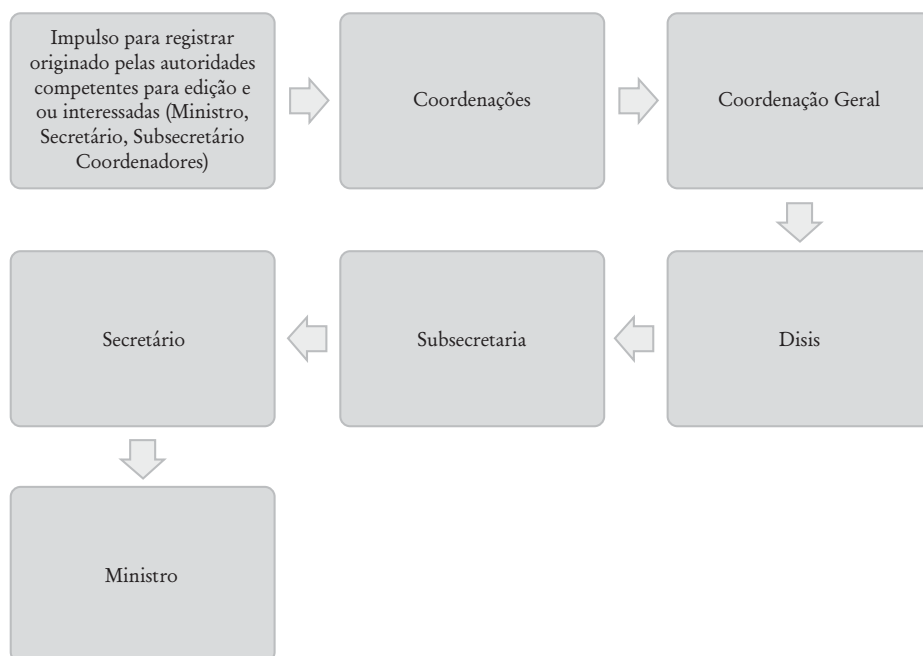 Impulso para registrar
originado pelas autoridades
competentes para edição e
ou interessadas (Ministro,
Secretário, Subsecretário
Coordenadores)
Coordenações
Coordenação Geral
Disis
Subsecretaria
Secretário
Ministro